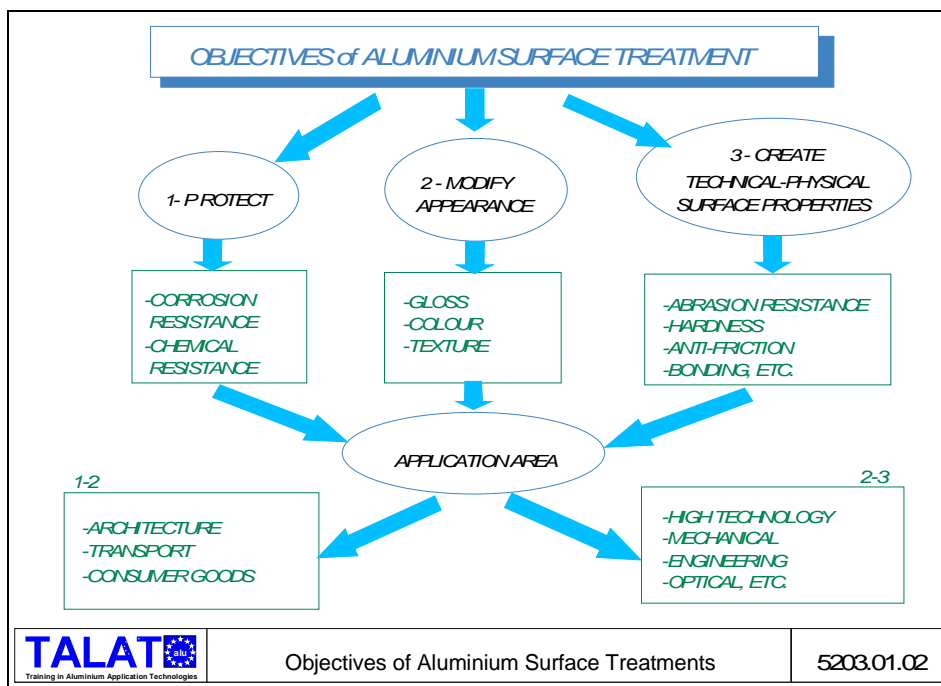 OBJECTIVES of ALUMINIUM SURFACE TREATMENT
1- PROTECT
2 - MODIFY
APPEARANCE
3 - CREATE
TECHNICAL-PHYSICAL
SURFACE PROPERTIES
-CORROSION
RESISTANCE
-CHEMICAL
RESISTANCE
-GLOSS
-COLOUR
-TEXTURE
-ABRASION RESISTANCE
-HARDNESS
-ANTI-FRICTION
-BONDING, ETC.
APPLICATION AREA
1-2
-ARCHITECTURE
-TRANSPORT
-CONSUMER GOODS
2-3
-HIGH TECHNOLOGY
-MECHANICAL
-ENGINEERING
-OPTICAL, ETC.
TALAT
alu
Training in Aluminium Application Technologies
Objectives of Aluminium Surface Treatments
5203.01.02